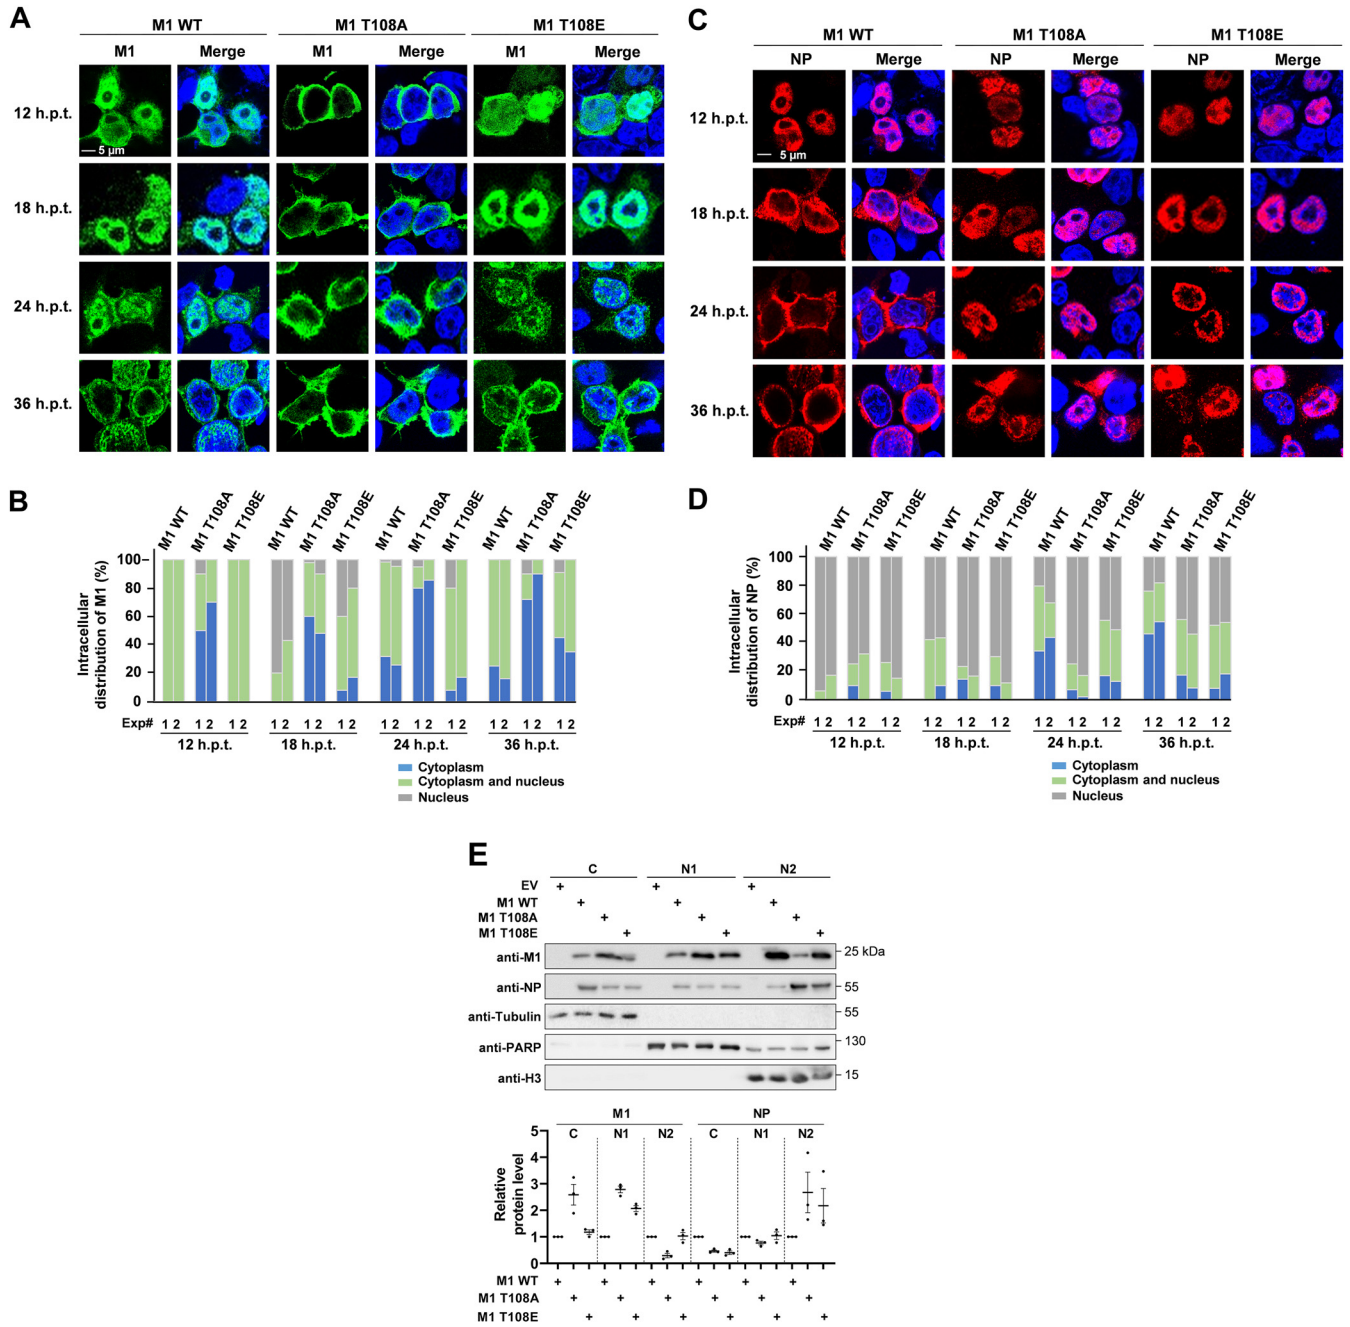 A
M1 WT M1 T108A M1 T108E
M1 Merge M1 Merge M1 Merge
12 h.p.t.
5 µm
18 h.p.t.
24 h.p.t.
36 h.p.t.
C
M1 WT M1 T108A M1 T108E
NP Merge NP Merge NP Merge
12 h.p.t.
5 µm
18 h.p.t.
24 h.p.t.
36 h.p.t.
B
M1 WT M1 T108A M1 T108E M1 WT M1 T108A M1 T108E M1 WT M1 T108A M1 T108E M1 WT M1 T108A M1 T108E
Intracellular
distribution of M1 (%)
100
80
60
40
20
0
Exp# 1 2 1 2 1 2 1 2 1 2 1 2 1 2 1 2 1 2 1 2 1 2 1 2
12 h.p.t. 18 h.p.t. 24 h.p.t. 36 h.p.t.
Cytoplasm
Cytoplasm and nucleus
Nucleus
D
M1 WT M1 T108A M1 T108E M1 WT M1 T108A M1 T108E M1 WT M1 T108A M1 T108E M1 WT M1 T108A M1 T108E
Intracellular
distribution of NP (%)
100
80
60
40
20
0
Exp# 1 2 1 2 1 2 1 2 1 2 1 2 1 2 1 2 1 2 1 2 1 2 1 2
12 h.p.t. 18 h.p.t. 24 h.p.t. 36 h.p.t.
Cytoplasm
Cytoplasm and nucleus
Nucleus
E
C N1 N2
EV + + +
M1 WT + + +
M1 T108A + + +
M1 T108E + + +
anti-M1 25 kDa
anti-NP 55
anti-Tubulin 55
anti-PARP 130
anti-H3 15
M1 NP
C N1 N2 C N1 N2
Relative
protein level
5
4
3
2
1
0
M1 WT + + + + + +
M1 T108A + + + + + +
M1 T108E + + + + + +